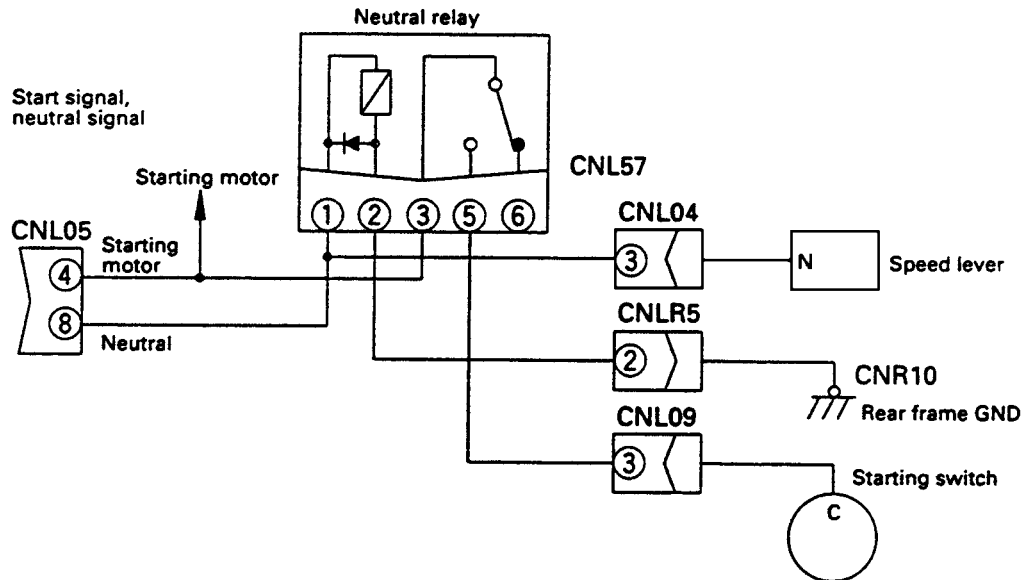 Neutral relay
Start signal,
neutral signal
CNL57
Starting motor
1 2 3 5 6
CNL05
Starting
motor
4
8
Neutral
CNL04
3
N
Speed lever
CNLR5
2
CNR10
Rear frame GND
CNL09
3
Starting switch
C